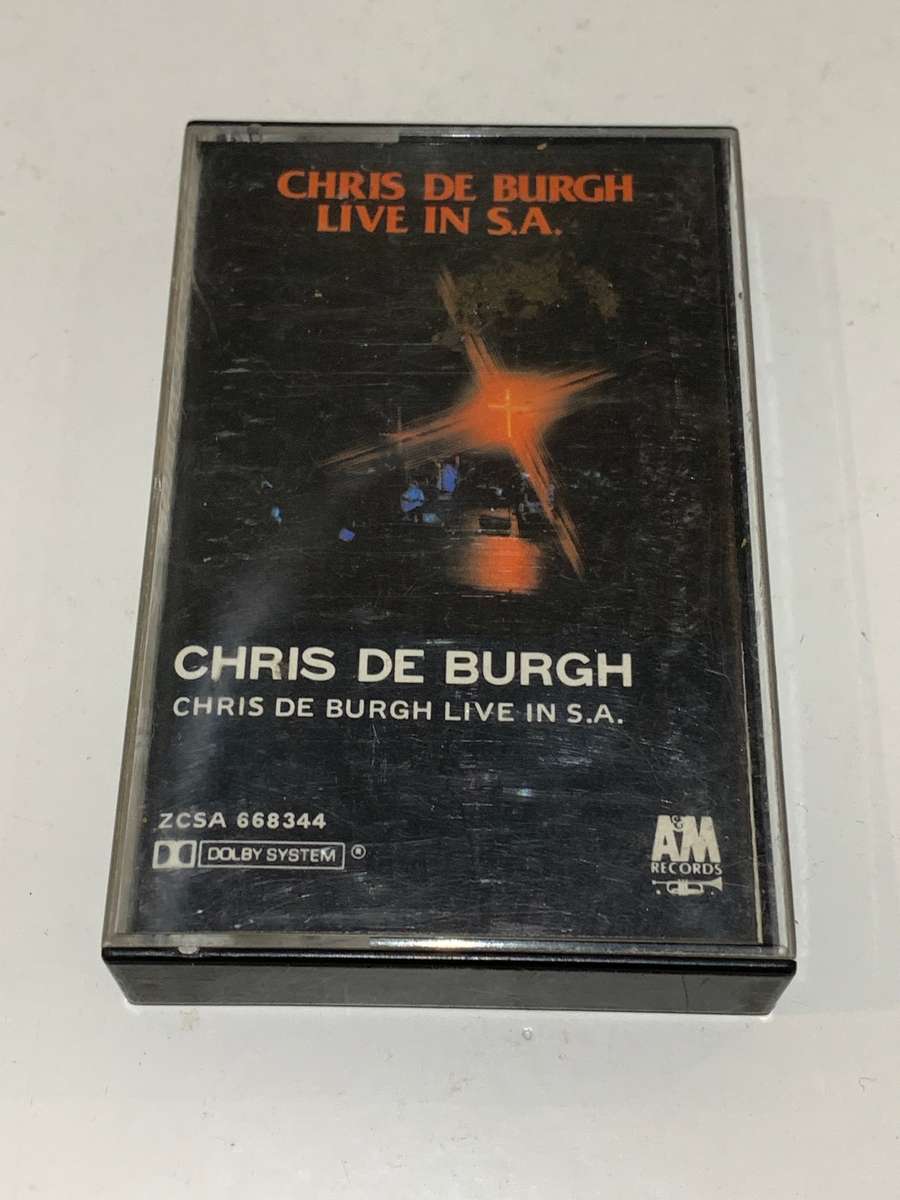 CHRIS DE BURGH
LIVE IN S.A.
CHRIS DE BURGH
CHRIS DE BURGH LIVE IN S.A.
ZCSA 668344
DOLBY SYSTEM ®
A&M
RECORDS